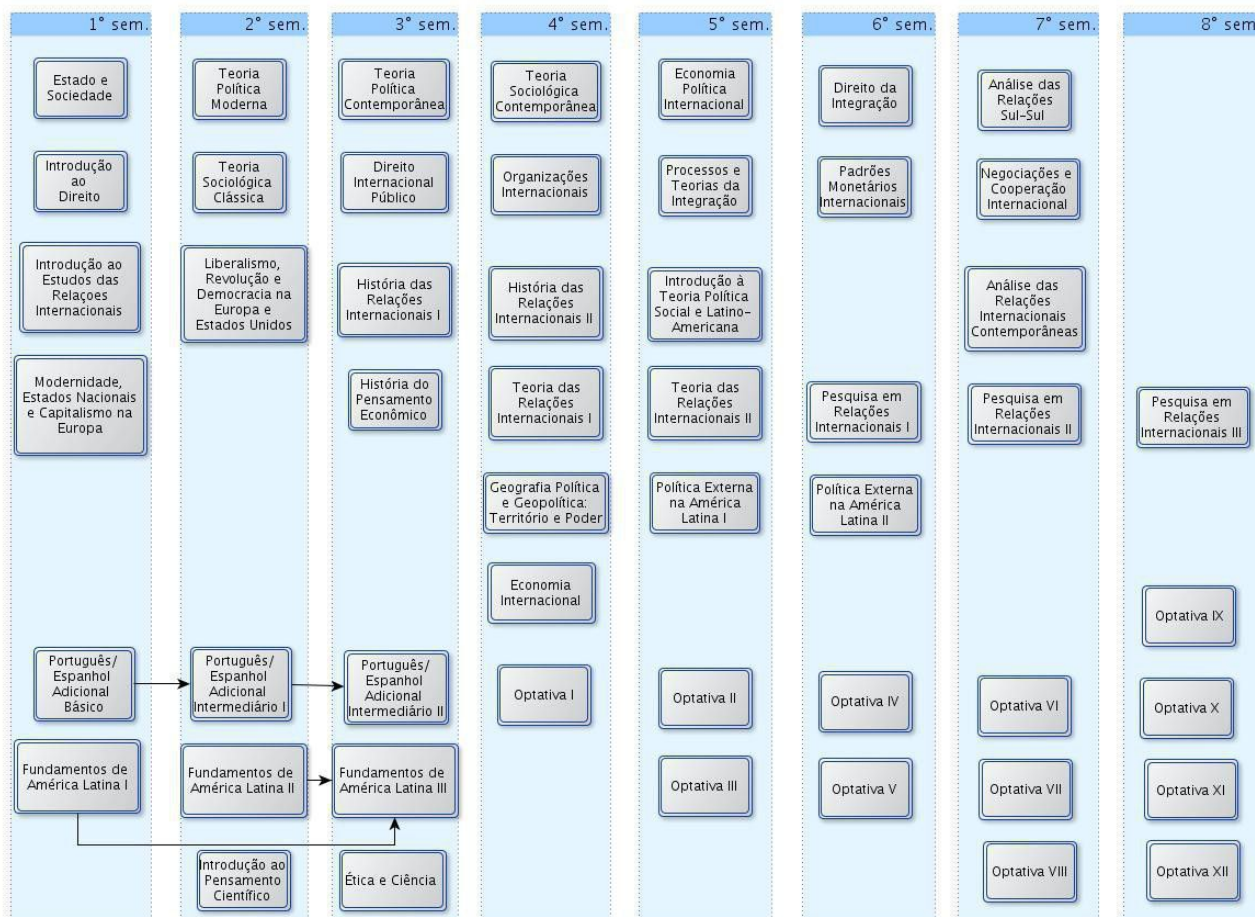 1° sem.
Estado e
Sociedade
Introdução
ao
Direito
Introdução ao
Estudos das
Relaçoes
Internacionais
Modernidade,
Estados Nacionais
e Capitalismo na
Europa
Português/
Espanhol
Adicional
Básico
Fundamentos de
América Latina I
2° sem.
Teoria
Política
Moderna
Teoria
Sociológica
Clássica
Liberalismo,
Revolução e
Democracia na
Europa e
Estados Unidos
Português/
Espanhol
Adicional
Intermediário I
Fundamentos de
América Latina II
Introdução ao
Pensamento
Científico
3° sem.
Teoria
Política
Contemporânea
Direito
Internacional
Público
História das
Relações
Internacionais I
História do
Pensamento
Econômico
Português/
Espanhol
Adicional
Intermediário II
Fundamentos de
América Latina III
Ética e Ciência
4° sem.
Teoria
Sociológica
Contemporânea
Organizações
Internacionais
História das
Relações
Internacionais II
Teoria das
Relações
Internacionais I
Geografia Política
e Geopolítica:
Território e Poder
Economia
Internacional
Optativa I
5° sem.
Economia
Política
Internacional
Processos e
Teorias da
Integração
Introdução à
Teoria Política
Social e Latino-
Americana
Teoria das
Relações
Internacionais II
Política Externa
na América
Latina I
Optativa II
Optativa III
6° sem.
Direito da
Integração
Padrões
Monetários
Internacionais
Pesquisa em
Relações
Internacionais I
Política Externa
na América
Latina II
Optativa IV
Optativa V
7° sem.
Análise das
Relações
Sul-Sul
Negociações e
Cooperação
Internacional
Análise das
Relações
Internacionais
Contemporâneas
Pesquisa em
Relações
Internacionais II
Optativa VI
Optativa VII
Optativa VIII
8° sem
Pesquisa em
Relações
Internacionais III
Optativa IX
Optativa X
Optativa XI
Optativa XII